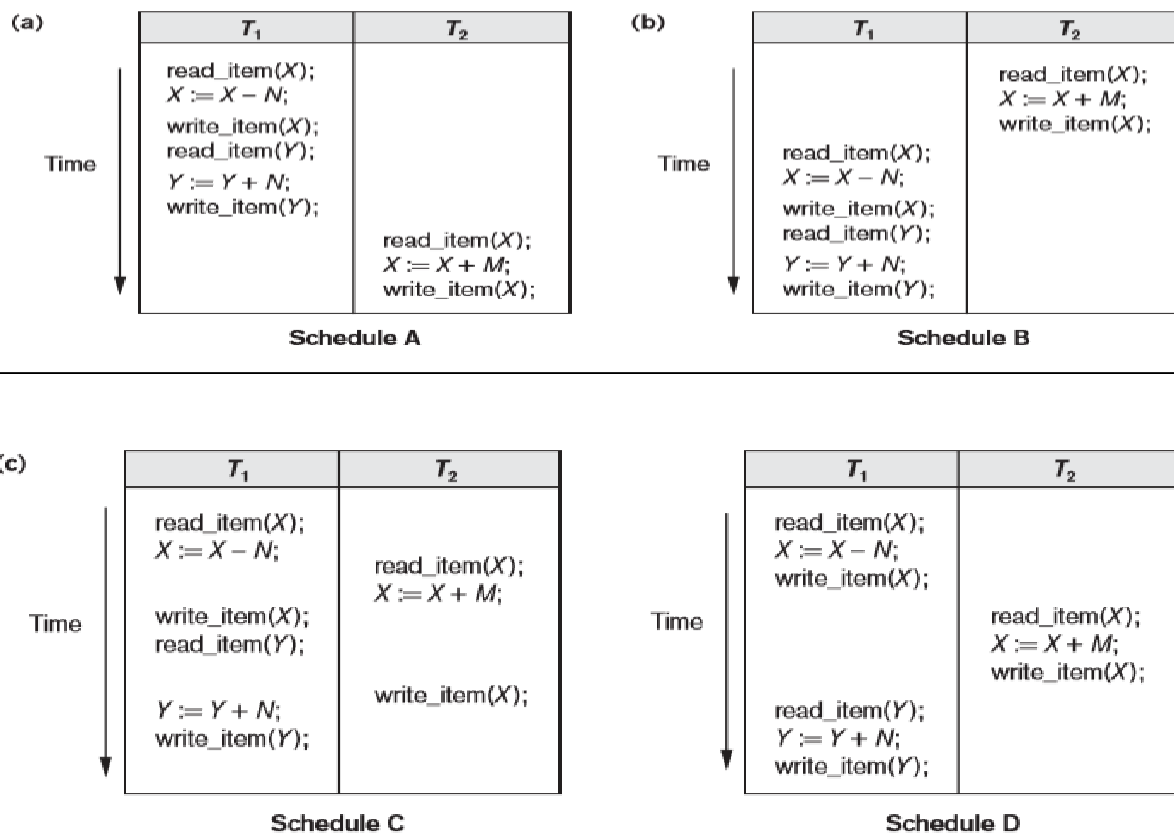 (a)
T₁
T₂
read_item(X);
X := X – N;
write_item(X);
read_item(Y);
Time
Y := Y + N;
write_item(Y);
read_item(X);
X := X + M;
write_item(X);
Schedule A
(b)
T₁
T₂
read_item(X);
X := X + M;
write_item(X);
Time
read_item(X);
X := X – N;
write_item(X);
read_item(Y);
Y := Y + N;
write_item(Y);
Schedule B
(c)
T₁
T₂
read_item(X);
X := X – N;
read_item(X);
X := X + M;
Time
write_item(X);
read_item(Y);
write_item(X);
Y := Y + N;
write_item(Y);
Schedule C
T₁
T₂
read_item(X);
X := X – N;
write_item(X);
Time
read_item(X);
X := X + M;
write_item(X);
read_item(Y);
Y := Y + N;
write_item(Y);
Schedule D